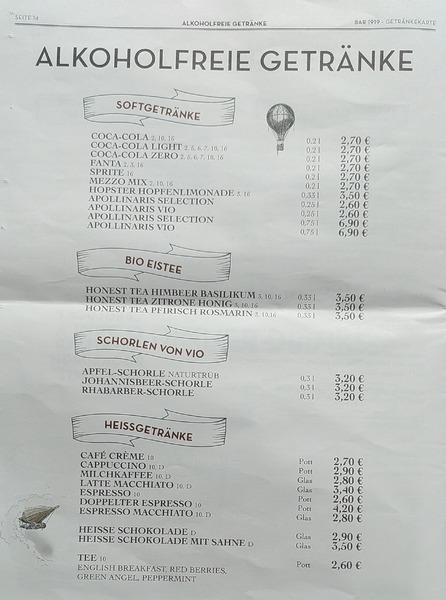 SEITE 14 ALKOHOLFREIE GETRÄNKE BAR 1919 - GETRÄNKEKARTE
ALKOHOLFREIE GETRÄNKE
SOFTGETRÄNKE
COCA-COLA 2, 10, 16 0,2 l 2,70 €
COCA-COLA LIGHT 2, 5, 6, 7, 10, 16 0,2 l 2,70 €
COCA-COLA ZERO 2, 5, 6, 7, 10, 16 0,2 l 2,70 €
FANTA 2, 3, 16 0,2 l 2,70 €
SPRITE 16 0,2 l 2,70 €
MEZZO MIX 2, 10, 16 0,2 l 2,70 €
HOPSTER HOPFENLIMONADE 3, 16 0,33 l 3,50 €
APOLLINARIS SELECTION 0,25 l 2,60 €
APOLLINARIS VIO 0,25 l 2,60 €
APOLLINARIS SELECTION 0,75 l 6,90 €
APOLLINARIS VIO 0,75 l 6,90 €
BIO EISTEE
HONEST TEA HIMBEER BASILIKUM 3, 10, 16 0,33 l 3,50 €
HONEST TEA ZITRONE HONIG 3, 10, 16 0,33 l 3,50 €
HONEST TEA PFIRISCH ROSMARIN 3, 10,16 0,33 l 3,50 €
SCHORLEN VON VIO
APFEL-SCHORLE NATURTRÜB 0,3 l 3,20 €
JOHANNISBEER-SCHORLE 0,3 l 3,20 €
RHABARBER-SCHORLE 0,3 l 3,20 €
HEISSGETRÄNKE
CAFÉ CRÈME 10 Pott 2,70 €
CAPPUCCINO 10, D Pott 2,90 €
MILCHKAFFEE 10, D Glas 2,80 €
LATTE MACCHIATO 10, D Glas 3,40 €
ESPRESSO 10 Pott 2,60 €
DOPPELTER ESPRESSO 10 Pott 4,20 €
ESPRESSO MACCHIATO 10, D Glas 2,80 €
HEISSE SCHOKOLADE D Glas 2,90 €
HEISSE SCHOKOLADE MIT SAHNE D Glas 3,50 €
TEE 10 Pott 2,60 €
ENGLISH BREAKFAST, RED BERRIES,
GREEN ANGEL, PEPPERMINT